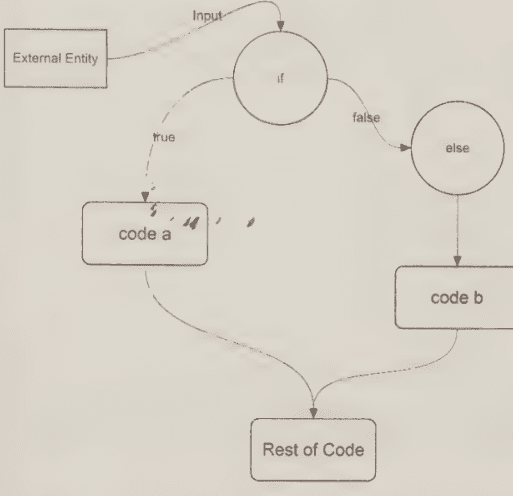 Input
External Entity
if
true
false
else
code a
code b
Rest of Code